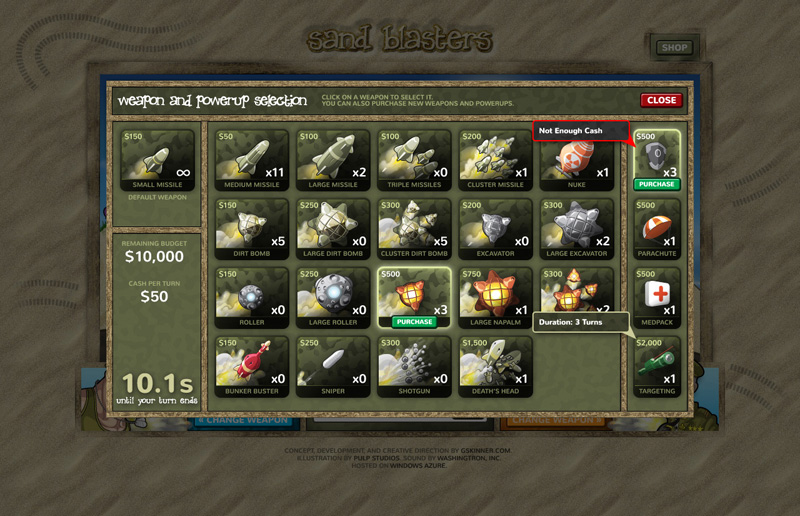 sand blasters
SHOP
weapon and powerup selection
CLICK ON A WEAPON TO SELECT IT.
YOU CAN ALSO PURCHASE NEW WEAPONS AND POWERUPS.
CLOSE
$150
∞
SMALL MISSILE
DEFAULT WEAPON
REMAINING BUDGET
$10,000
CASH PER TURN
$50
10.1s
until your turn ends
$50
x11
MEDIUM MISSILE
$100
x2
LARGE MISSILE
$100
x0
TRIPLE MISSILES
$200
x1
CLUSTER MISSILE
Not Enough Cash
x1
NUKE
$150
x5
DIRT BOMB
$250
x0
LARGE DIRT BOMB
$300
x5
CLUSTER DIRT BOMB
$200
x0
EXCAVATOR
$300
x2
LARGE EXCAVATOR
$150
x0
ROLLER
$250
x0
LARGE ROLLER
$500
x3
PURCHASE
$750
x1
LARGE NAPALM
$300
x2
Duration: 3 Turns
$150
x0
BUNKER BUSTER
$250
x0
SNIPER
$300
x0
SHOTGUN
$1,500
x1
DEATH'S HEAD
$500
x3
PURCHASE
$500
x1
PARACHUTE
$500
x1
MEDPACK
$2,000
x1
TARGETING
« CHANGE WEAPON
CHANGE WEAPON »
CONCEPT, DEVELOPMENT, AND CREATIVE DIRECTION BY GSKINNER.COM.
ILLUSTRATION BY PULP STUDIOS. SOUND BY WASHINGTRON, INC.
HOSTED ON WINDOWS AZURE.